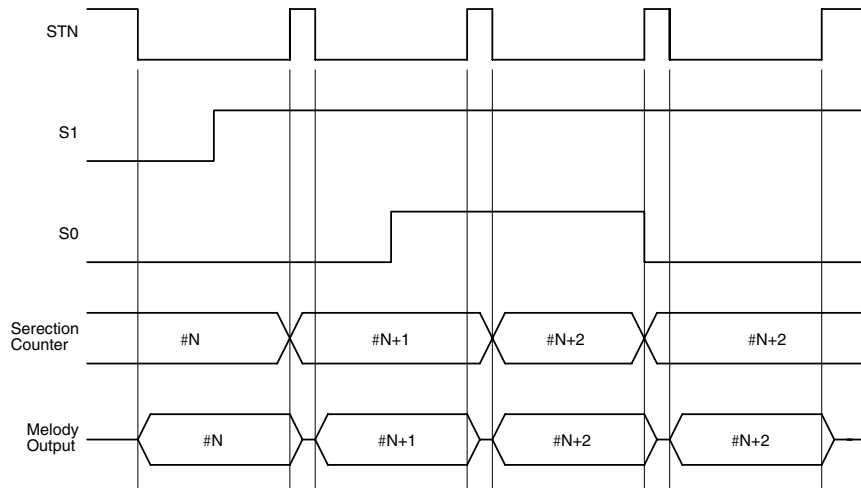 STN
S1
S0
Serection
Counter
#N
#N+1
#N+2
#N+2
Melody
Output
#N
#N+1
#N+2
#N+2